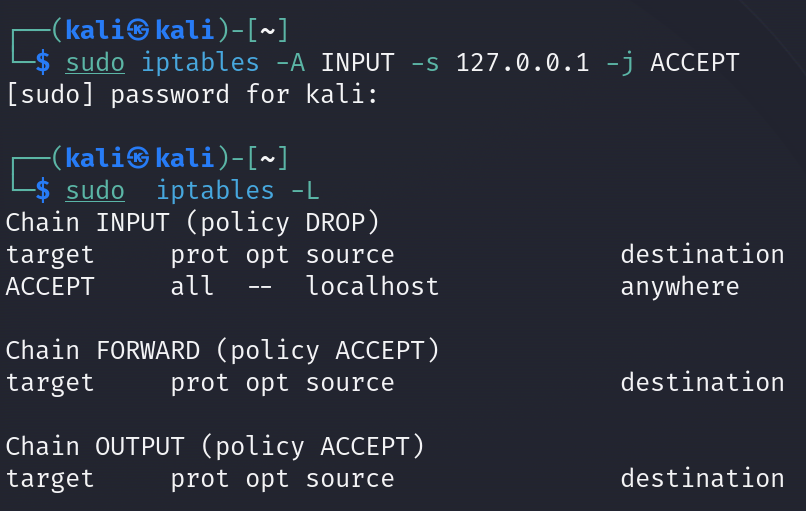 ┌──(kali㉿kali)-[~]
└─$ sudo iptables -A INPUT -s 127.0.0.1 -j ACCEPT
[sudo] password for kali:

┌──(kali㉿kali)-[~]
└─$ sudo  iptables -L
Chain INPUT (policy DROP)
target     prot opt source               destination
ACCEPT     all  --  localhost            anywhere

Chain FORWARD (policy ACCEPT)
target     prot opt source               destination

Chain OUTPUT (policy ACCEPT)
target     prot opt source               destination